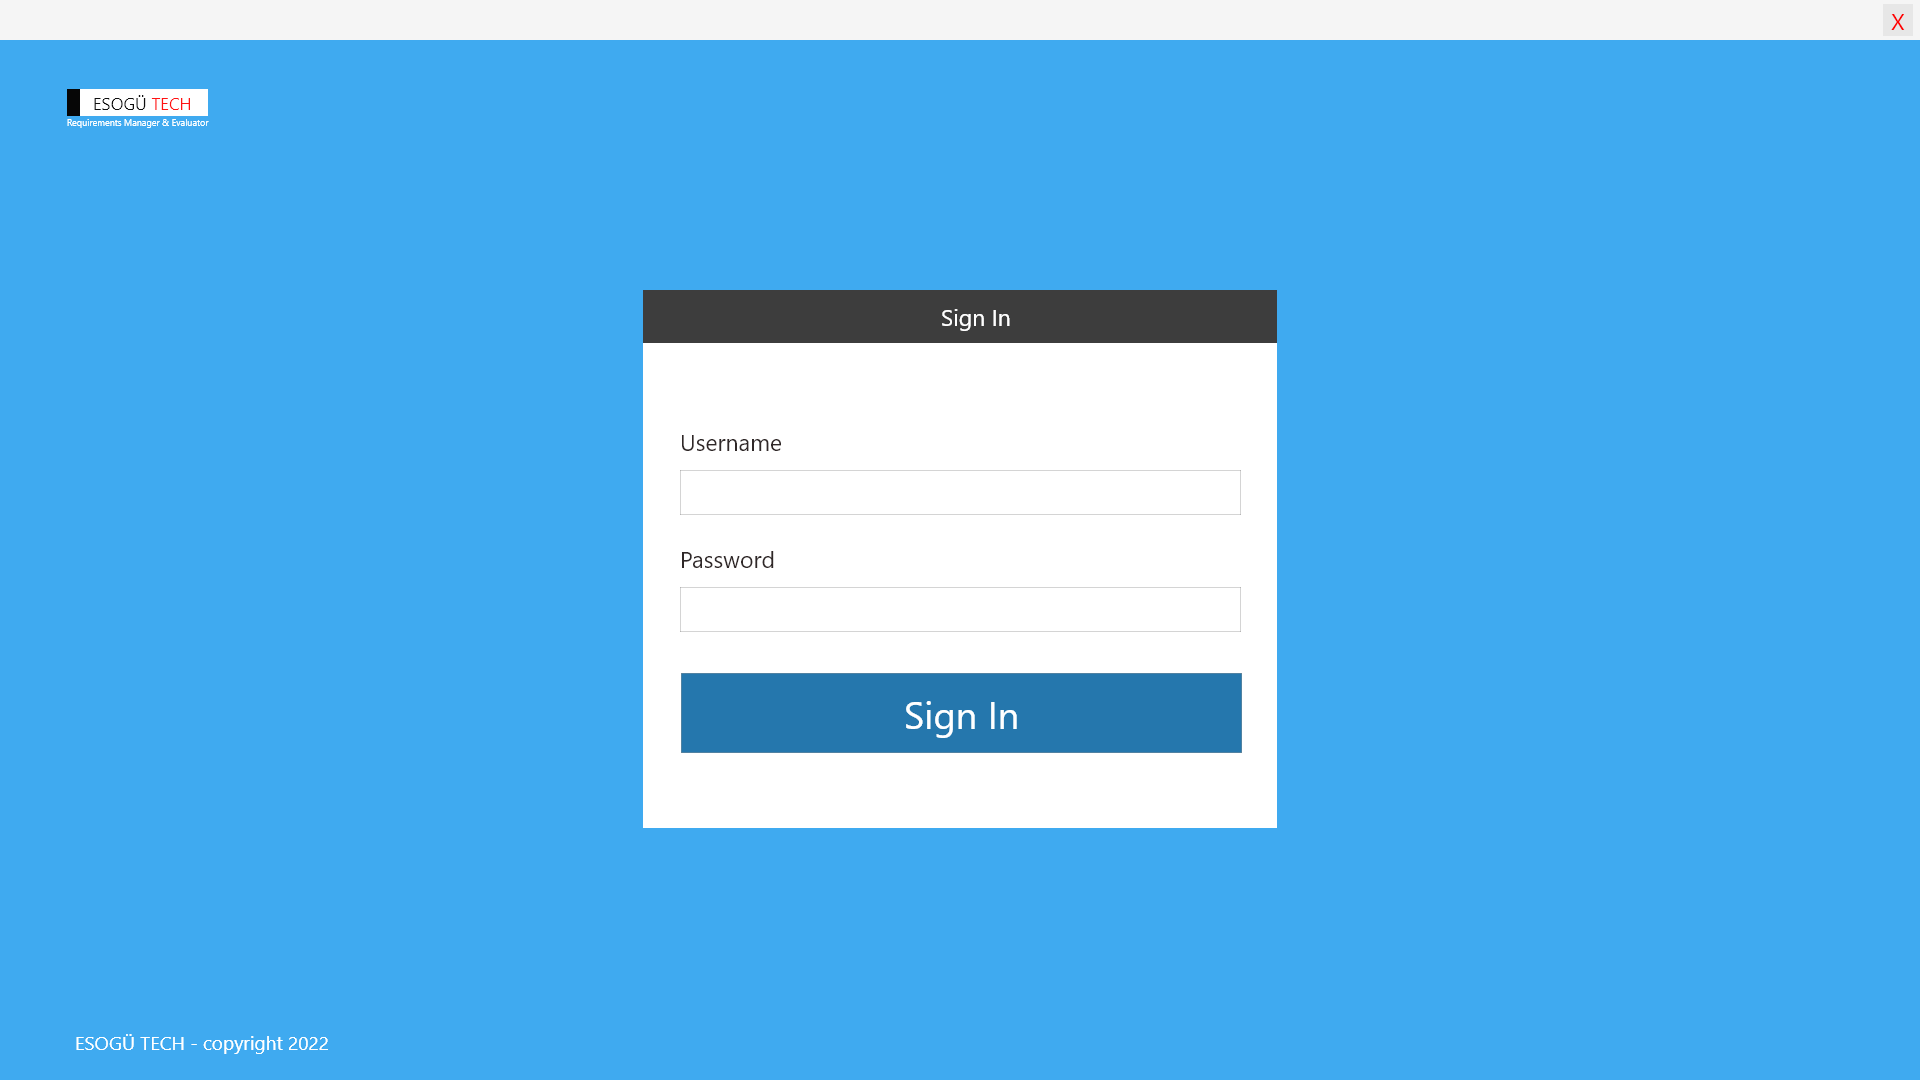 X
ESOGÜ TECH
Requirements Manager & Evaluator
Sign In
Username
Password
Sign In
ESOGÜ TECH - copyright 2022